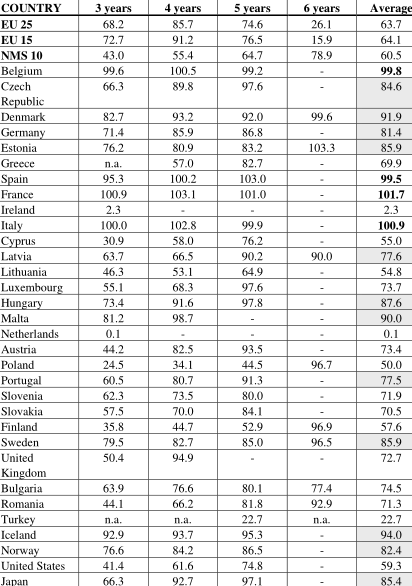 COUNTRY 3 years 4 years 5 years 6 years Average
EU 25 68.2 85.7 74.6 26.1 63.7
EU 15 72.7 91.2 76.5 15.9 64.1
NMS 10 43.0 55.4 64.7 78.9 60.5
Belgium 99.6 100.5 99.2 - 99.8
Czech 66.3 89.8 97.6 - 84.6
Republic
Denmark 82.7 93.2 92.0 99.6 91.9
Germany 71.4 85.9 86.8 - 81.4
Estonia 76.2 80.9 83.2 103.3 85.9
Greece n.a. 57.0 82.7 - 69.9
Spain 95.3 100.2 103.0 - 99.5
France 100.9 103.1 101.0 - 101.7
Ireland 2.3 - - - 2.3
Italy 100.0 102.8 99.9 - 100.9
Cyprus 30.9 58.0 76.2 - 55.0
Latvia 63.7 66.5 90.2 90.0 77.6
Lithuania 46.3 53.1 64.9 - 54.8
Luxembourg 55.1 68.3 97.6 - 73.7
Hungary 73.4 91.6 97.8 - 87.6
Malta 81.2 98.7 - - 90.0
Netherlands 0.1 - - - 0.1
Austria 44.2 82.5 93.5 - 73.4
Poland 24.5 34.1 44.5 96.7 50.0
Portugal 60.5 80.7 91.3 - 77.5
Slovenia 62.3 73.5 80.0 - 71.9
Slovakia 57.5 70.0 84.1 - 70.5
Finland 35.8 44.7 52.9 96.9 57.6
Sweden 79.5 82.7 85.0 96.5 85.9
United 50.4 94.9 - - 72.7
Kingdom
Bulgaria 63.9 76.6 80.1 77.4 74.5
Romania 44.1 66.2 81.8 92.9 71.3
Turkey n.a. n.a. 22.7 n.a. 22.7
Iceland 92.9 93.7 95.3 - 94.0
Norway 76.6 84.2 86.5 - 82.4
United States 41.4 61.6 74.8 - 59.3
Japan 66.3 92.7 97.1 - 85.4